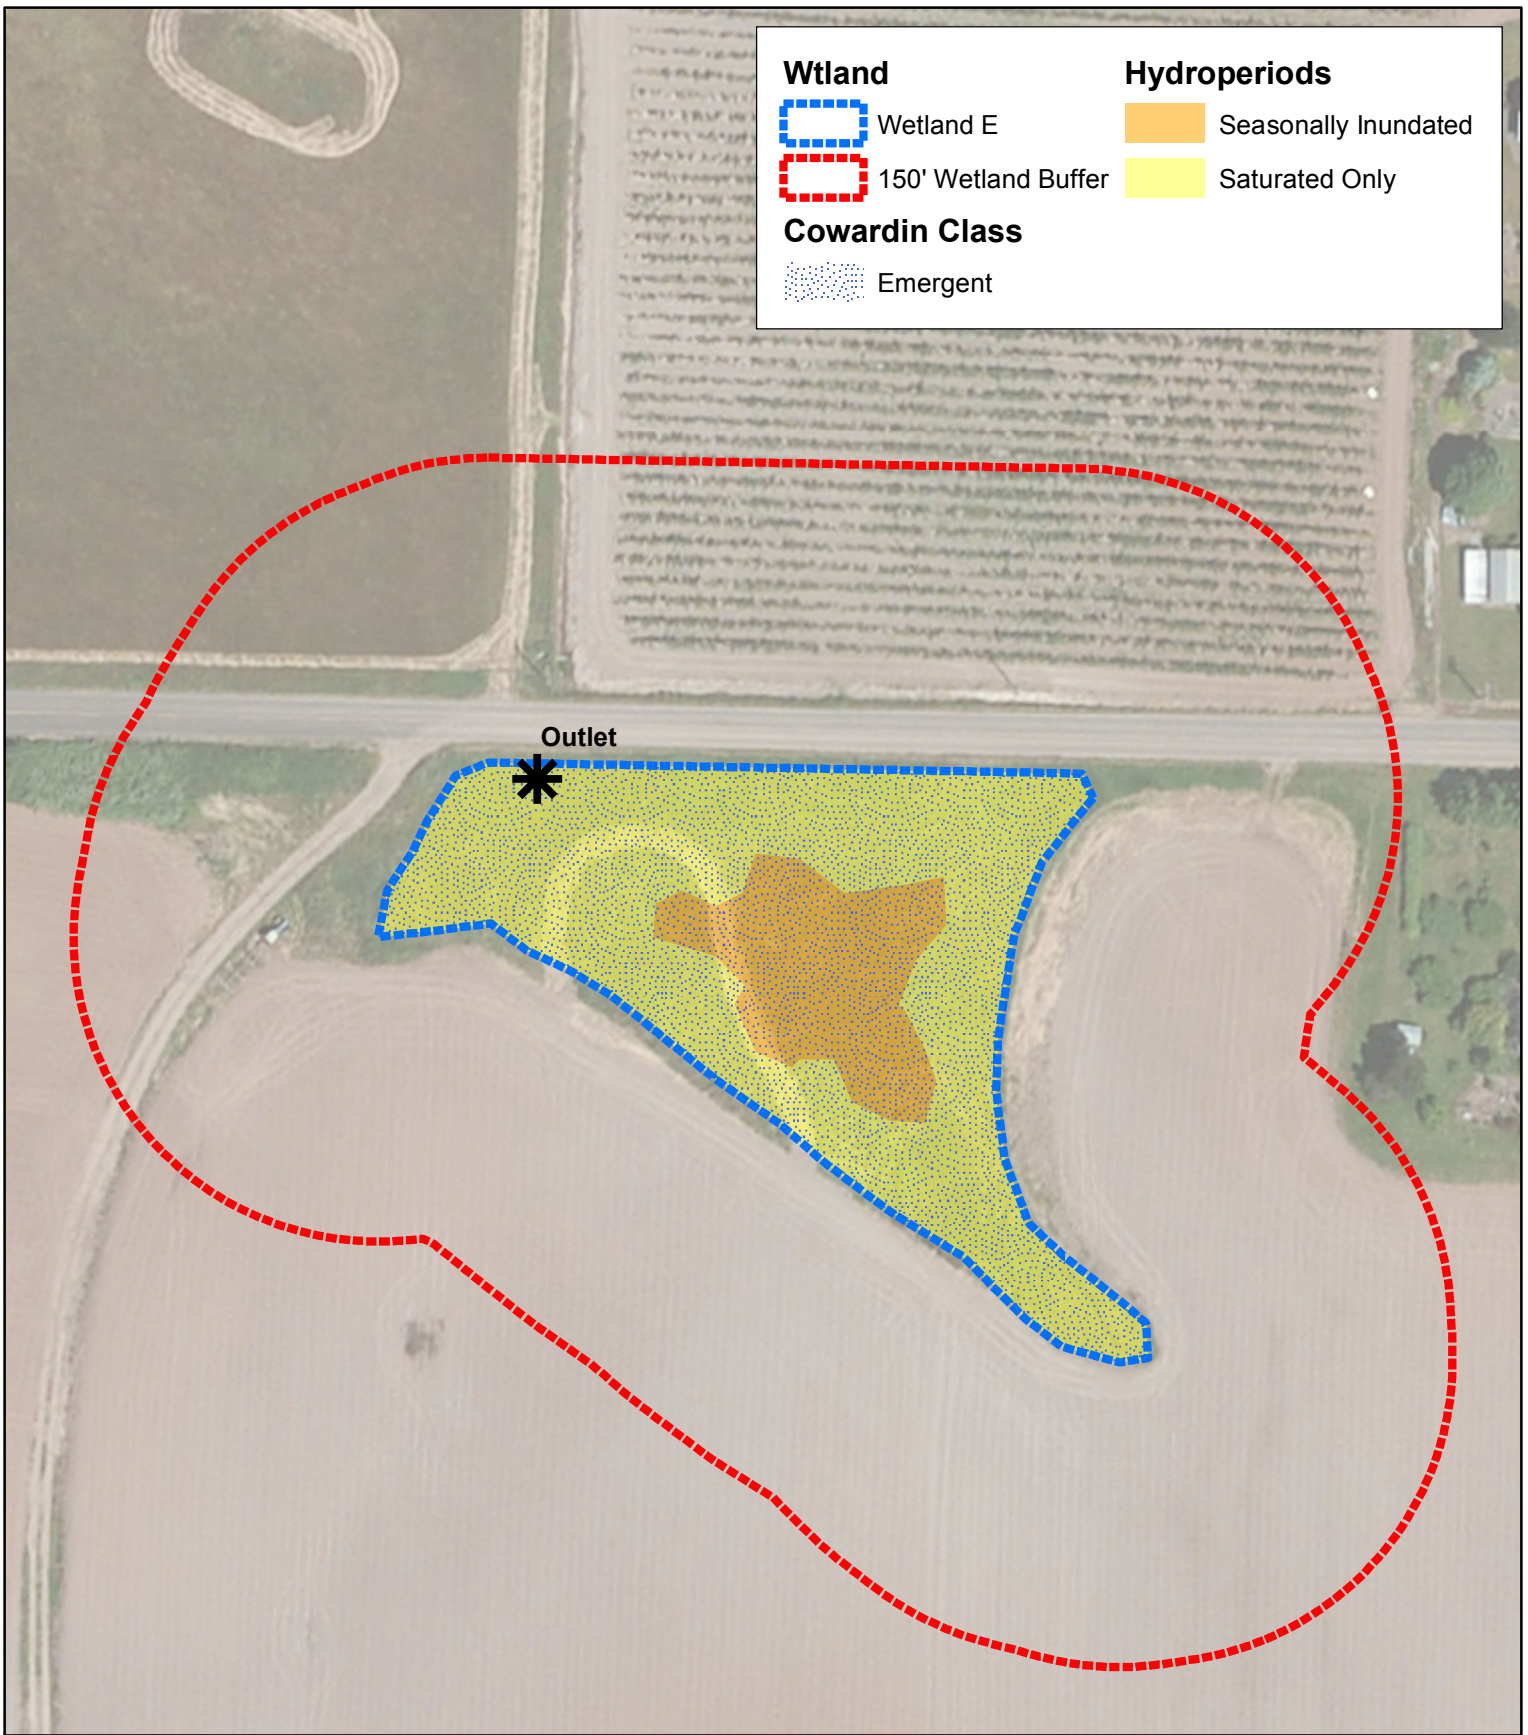 Wtland
Wetland E
150' Wetland Buffer
Cowardin Class
Emergent
Hydroperiods
Seasonally Inundated
Saturated Only
Outlet